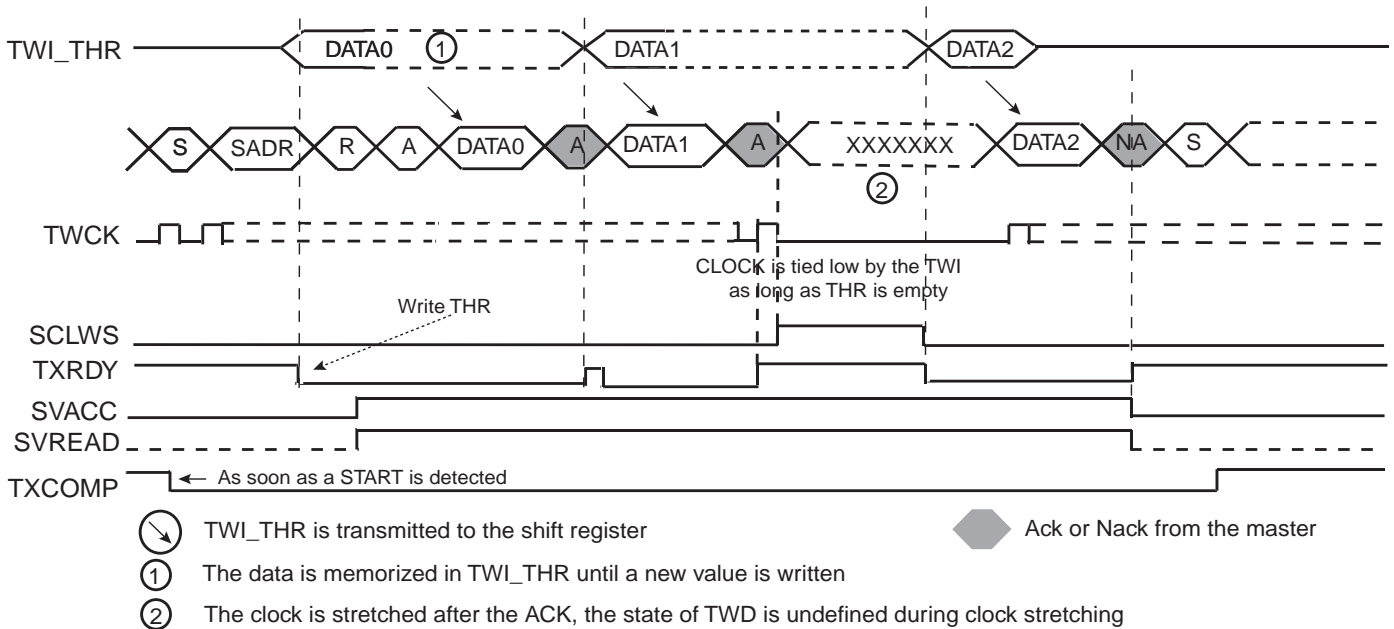 TWI_THR DATA0 1 DATA1 DATA2
S SADR R A DATA0 A DATA1 A XXXXXXX DATA2 NA S
2
TWCK
CLOCK is tied low by the TWI
as long as THR is empty
Write THR
SCLWS
TXRDY
SVACC
SVREAD
TXCOMP As soon as a START is detected
TWI_THR is transmitted to the shift register Ack or Nack from the master
1 The data is memorized in TWI_THR until a new value is written
2 The clock is stretched after the ACK, the state of TWD is undefined during clock stretching